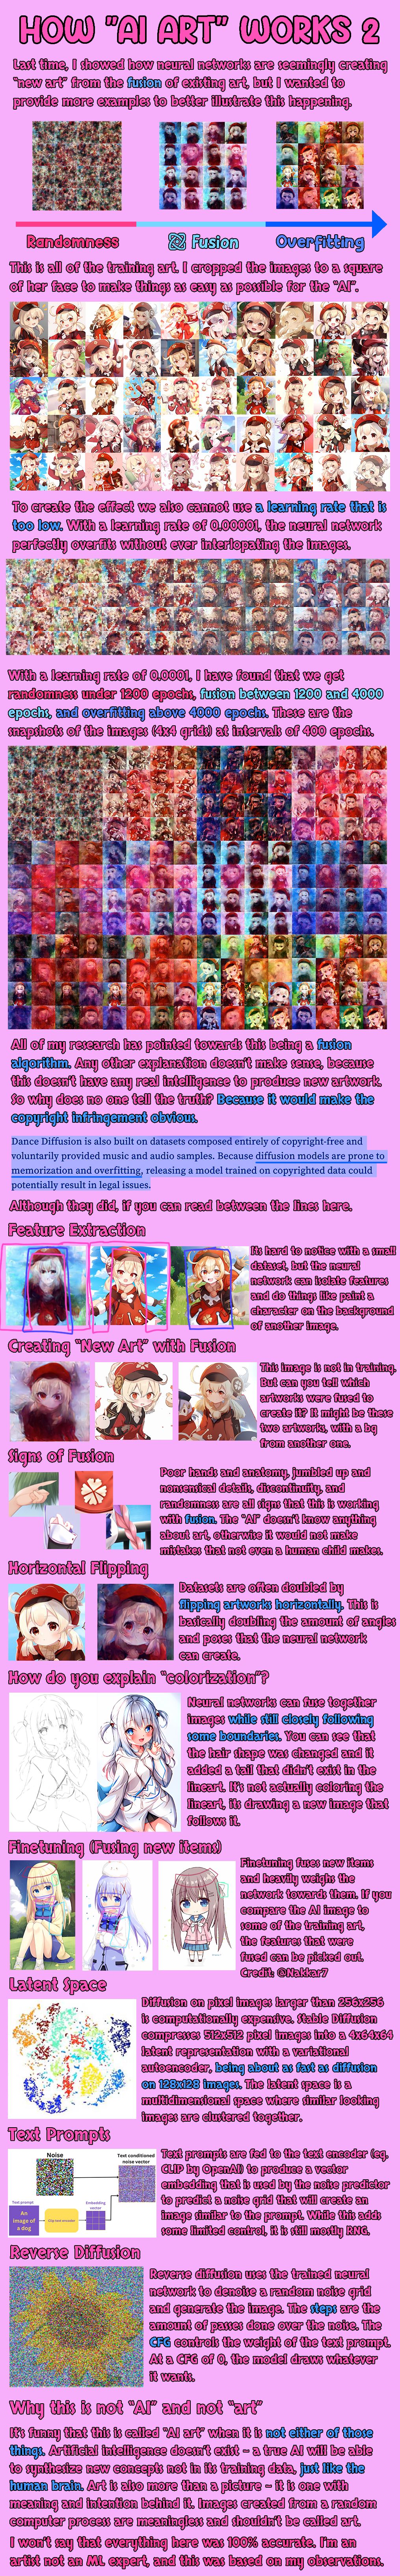 HOW "AI ART" WORKS 2
Last time, I showed how neural networks are seemingly creating
"new art" from the fusion of existing art, but I wanted to
provide more examples to better illustrate this happening.
Randomness
Fusion
Overfitting
This is all of the training art. I cropped the images to a square
of her face to make things as easy as possible for the "AI".
To create the effect we also cannot use a learning rate that is
too low. With a learning rate of 0.00001, the neural network
perfectly overfits without ever interlopating the images.
With a learning rate of 0.0001, I have found that we get
randomness under 1200 epochs, fusion between 1200 and 4000
epochs, and overfitting above 4000 epochs. These are the
snapshots of the images (4x4 grids) at intervals of 400 epochs.
All of my research has pointed towards this being a fusion
algorithm. Any other explanation doesn't make sense, because
this doesn't have any real intelligence to produce new artwork.
So why does no one tell the truth? Because it would make the
copyright infringement obvious.
Dance Diffusion is also built on datasets composed entirely of copyright-free and
voluntarily provided music and audio samples. Because diffusion models are prone to
memorization and overfitting, releasing a model trained on copyrighted data could
potentially result in legal issues.
Although they did, if you can read between the lines here.
Feature Extraction
Its hard to notice with a small
dataset, but the neural
network can isolate features
and do things like paint a
character on the background
of another image.
Creating "New Art" with Fusion
This image is not in training.
But can you tell which
artworks were fused to
create it? It might be these
two artworks, with a bg
from another one.
Signs of Fusion
Poor hands and anatomy, jumbled up and
nonsensical details, discontinuity, and
randomness are all signs that this is working
with fusion. The "AI" doesn't know anything
about art, otherwise it would not make
mistakes that not even a human child makes.
Horizontal Flipping
Datasets are often doubled by
flipping artworks horizontally. This is
basically doubling the amount of angles
and poses that the neural network
can create.
How do you explain "colorization"?
Neural networks can fuse together
images while still closely following
some boundaries. You can see that
the hair shape was changed and it
added a tail that didn't exist in the
lineart. It's not actually coloring the
lineart, its drawing a new image that
follows it.
Finetuning (Fusing new items)
Finetuning fuses new items
and heavily weighs the
network towards them. If you
compare the AI image to
some of the training art,
the features that were
fused can be picked out.
Credit: @Nakkar7
Latent Space
Diffusion on pixel images larger than 256x256
is computationally expensive. Stable Diffusion
compresses 512x512 pixel images into a 4x64x64
latent representation with a variational
autoencoder, being about as fast as diffusion
on 128x128 images. The latent space is a
multidimensional space where similar looking
images are clustered together.
Text Prompts
Noise
Text conditioned
noise vector
Text prompt
An
image of
a dog
Clip text encoder
Embedding
vector
Text prompts are fed to the text encoder (eg.
CLIP by OpenAI) to produce a vector
embedding that is used by the noise predictor
to predict a noise grid that will create an
image similar to the prompt. While this adds
some limited control, it is still mostly RNG.
Reverse Diffusion
Reverse diffusion uses the trained neural
network to denoise a random noise grid
and generate the image. The steps are the
amount of passes done over the noise. The
CFG controls the weight of the text prompt.
At a CFG of 0, the model draws whatever
it wants.
Why this is not "AI" and not "art"
It's funny that this is called "AI art" when it is not either of those
things. Artificial intelligence doesn't exist - a true AI will be able
to synthesize new concepts not in its training data, just like the
human brain. Art is also more than a picture - it is one with
meaning and intention behind it. Images created from a random
computer process are meaningless and shouldn't be called art.
I won't say that everything here was 100% accurate. I'm an
artist not an ML expert, and this was based on my observations.